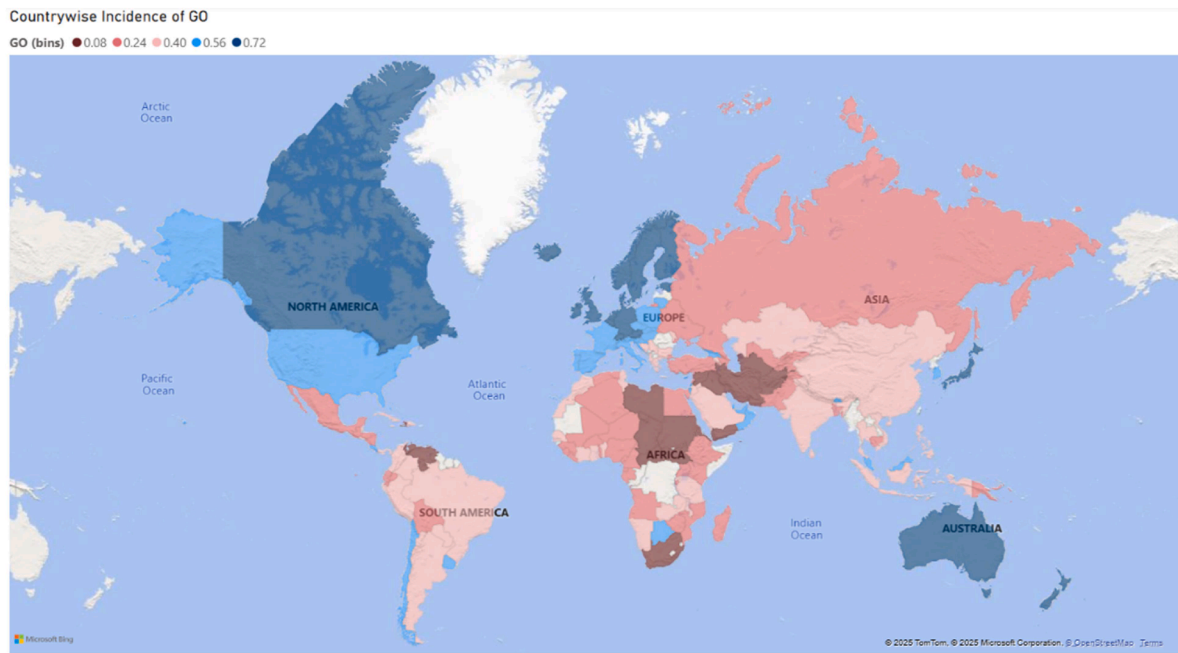 Countrywise Incidence of GO
GO (bins) 0.08 0.24 0.40 0.56 0.72
Arctic
Ocean
NORTH AMERICA
EUROPE
ASIA
Pacific
Ocean
Atlantic
Ocean
AFRICA
SOUTH AMERICA
Indian
Ocean
AUSTRALIA
Microsoft Bing
© 2025 TomTom, © 2025 Microsoft Corporation, © OpenStreetMap Terms